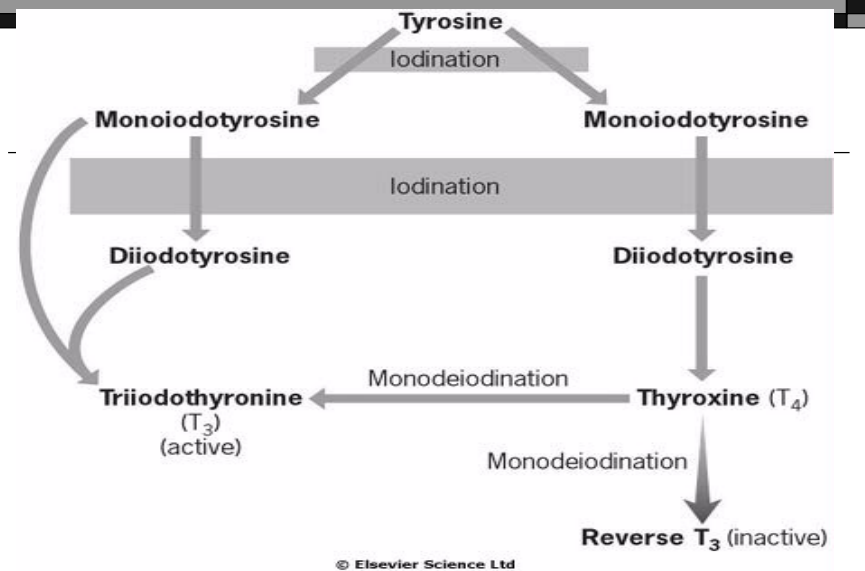 Tyrosine
Iodination
Monoiodotyrosine
Monoiodotyrosine
Iodination
Diiodotyrosine
Diiodotyrosine
Monodeiodination
Triiodothyronine
(T3)
(active)
Thyroxine (T4)
Monodeiodination
Reverse T3 (inactive)
© Elsevier Science Ltd